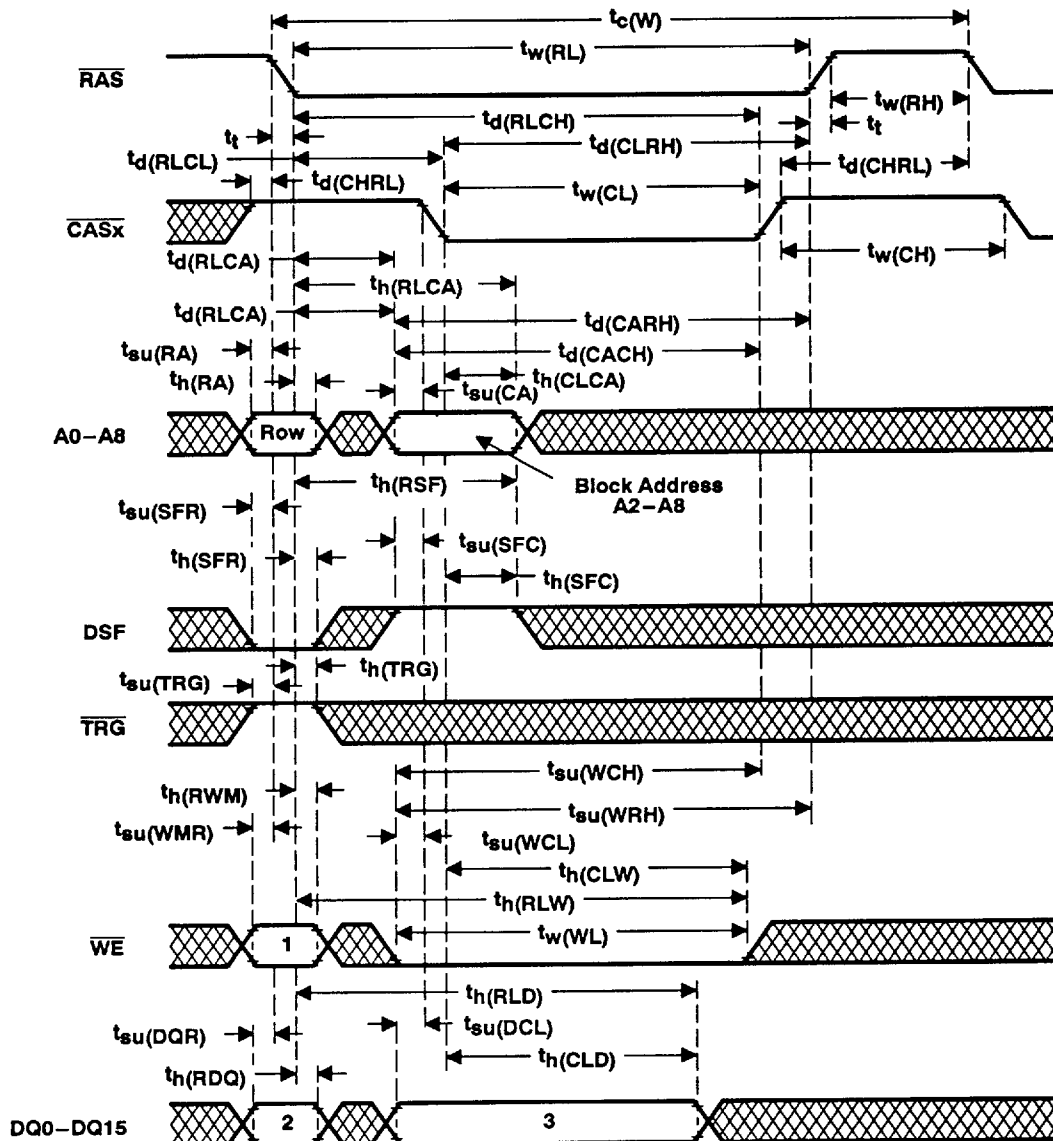 tc(W)
tw(RL)
RAS
tw(RH)
td(RLCH)
tt
tt
td(CLRH)
td(RLCL)
td(CHRL)
td(CHRL)
tw(CL)
CASx
tw(CH)
td(RLCA)
th(RLCA)
td(RLCA)
td(CARH)
tsu(RA)
td(CACH)
th(RA)
th(CLCA)
tsu(CA)
A0–A8
Row
th(RSF)
Block Address
A2–A8
tsu(SFR)
tsu(SFC)
th(SFR)
th(SFC)
DSF
th(TRG)
tsu(TRG)
TRG
tsu(WCH)
th(RWM)
tsu(WRH)
tsu(WMR)
tsu(WCL)
th(CLW)
th(RLW)
tw(WL)
WE
1
th(RLD)
tsu(DCL)
tsu(DQR)
th(CLD)
th(RDQ)
DQ0–DQ15
2
3